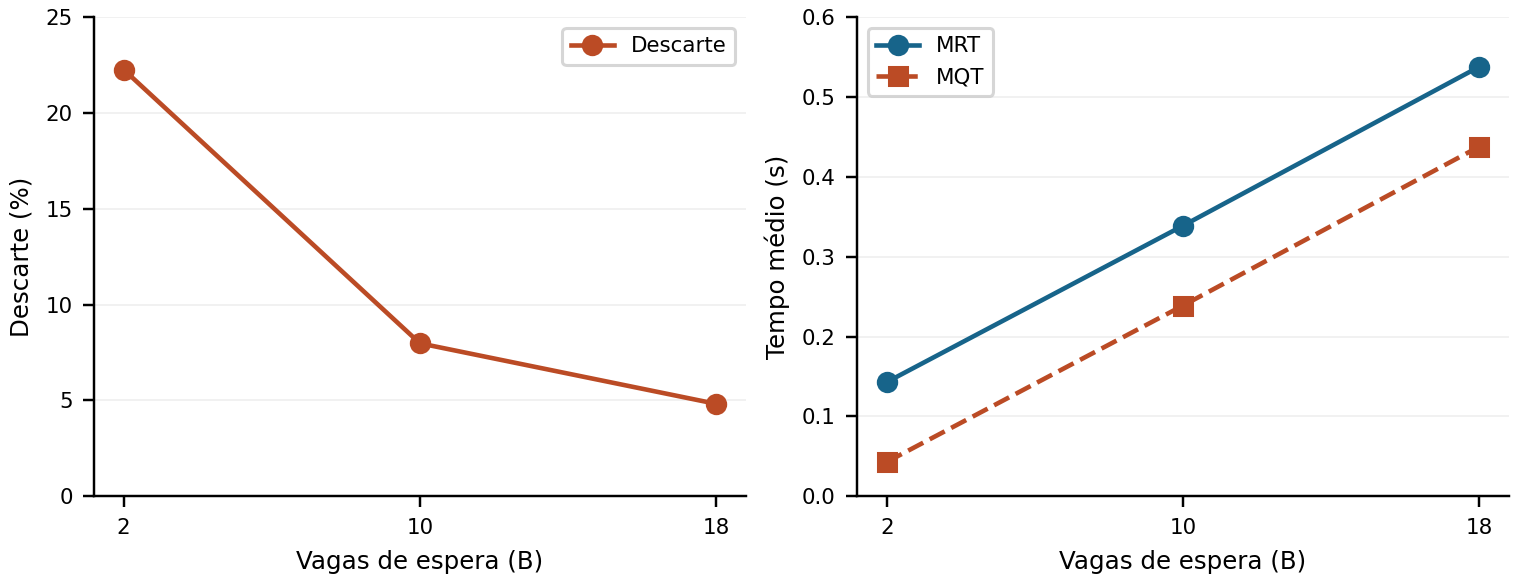 Descarte (%)
25
20
15
10
5
0
Descarte
2
10
18
Vagas de espera (B)
Tempo médio (s)
0.6
0.5
0.4
0.3
0.2
0.1
0.0
MRT
MQT
2
10
18
Vagas de espera (B)